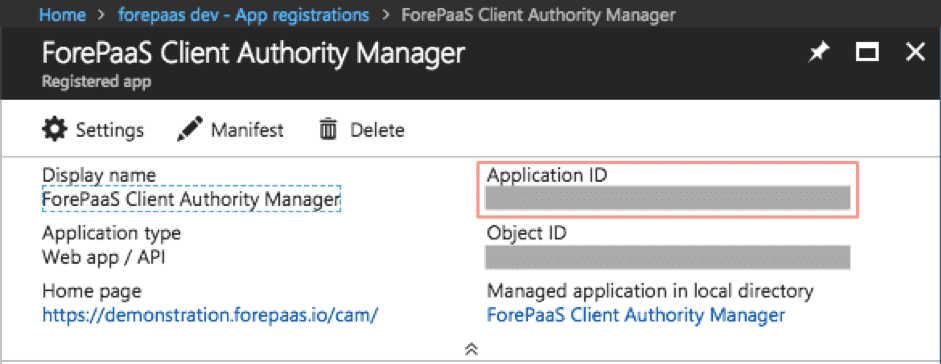 Home > forepaas dev - App registrations > ForePaaS Client Authority Manager
ForePaaS Client Authority Manager
Registered app
Settings Manifest Delete
Display name
ForePaaS Client Authority Manager
Application ID
Application type
Web app / API
Object ID
Home page
https://demonstration.forepaas.io/cam/
Managed application in local directory
ForePaaS Client Authority Manager